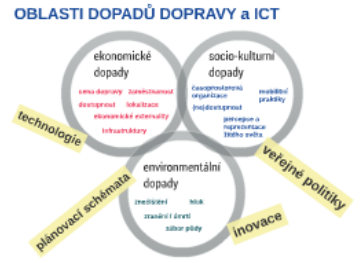 OBLASTI DOPADŮ DOPRAVY a ICT
ekonomické
dopady
cena dopravy zaměstnanost
dostupnost lokalizace
ekonomické externality
infrastruktury
socio-kulturní
dopady
časoprostorová
organizace
mobilitní
praktiky
(ne)dostupnost
percepce a
reprezentace
žitého světa
technologie
environmentální
dopady
znečištění hluk
zranění i úmrtí
zábor půdy
plánovací schémata
veřejné politiky
inovace